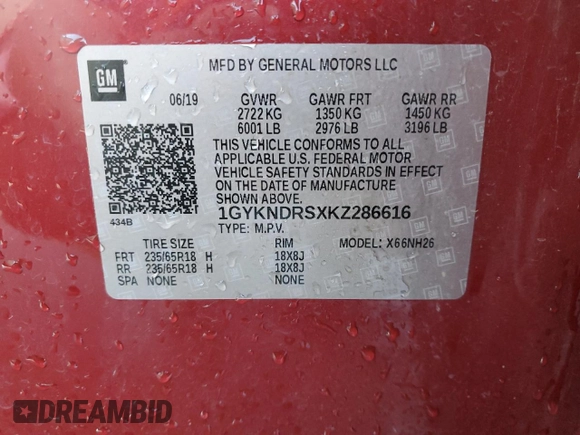 GM
MFD BY GENERAL MOTORS LLC
06/19 GVWR GAWR FRT GAWR RR
2722 KG 1350 KG 1450 KG
6001 LB 2976 LB 3196 LB
THIS VEHICLE CONFORMS TO ALL
APPLICABLE U.S. FEDERAL MOTOR
VEHICLE SAFETY STANDARDS IN EFFECT
ON THE DATE OF MANUFACTURE
SHOWN ABOVE.
434B 1GYKNDRSXKZ286616
TYPE: M.P.V.
TIRE SIZE RIM MODEL: X66NH26
FRT 235/65R18 H 18X8J
RR 235/65R18 H 18X8J
SPA NONE NONE
DREAMBID